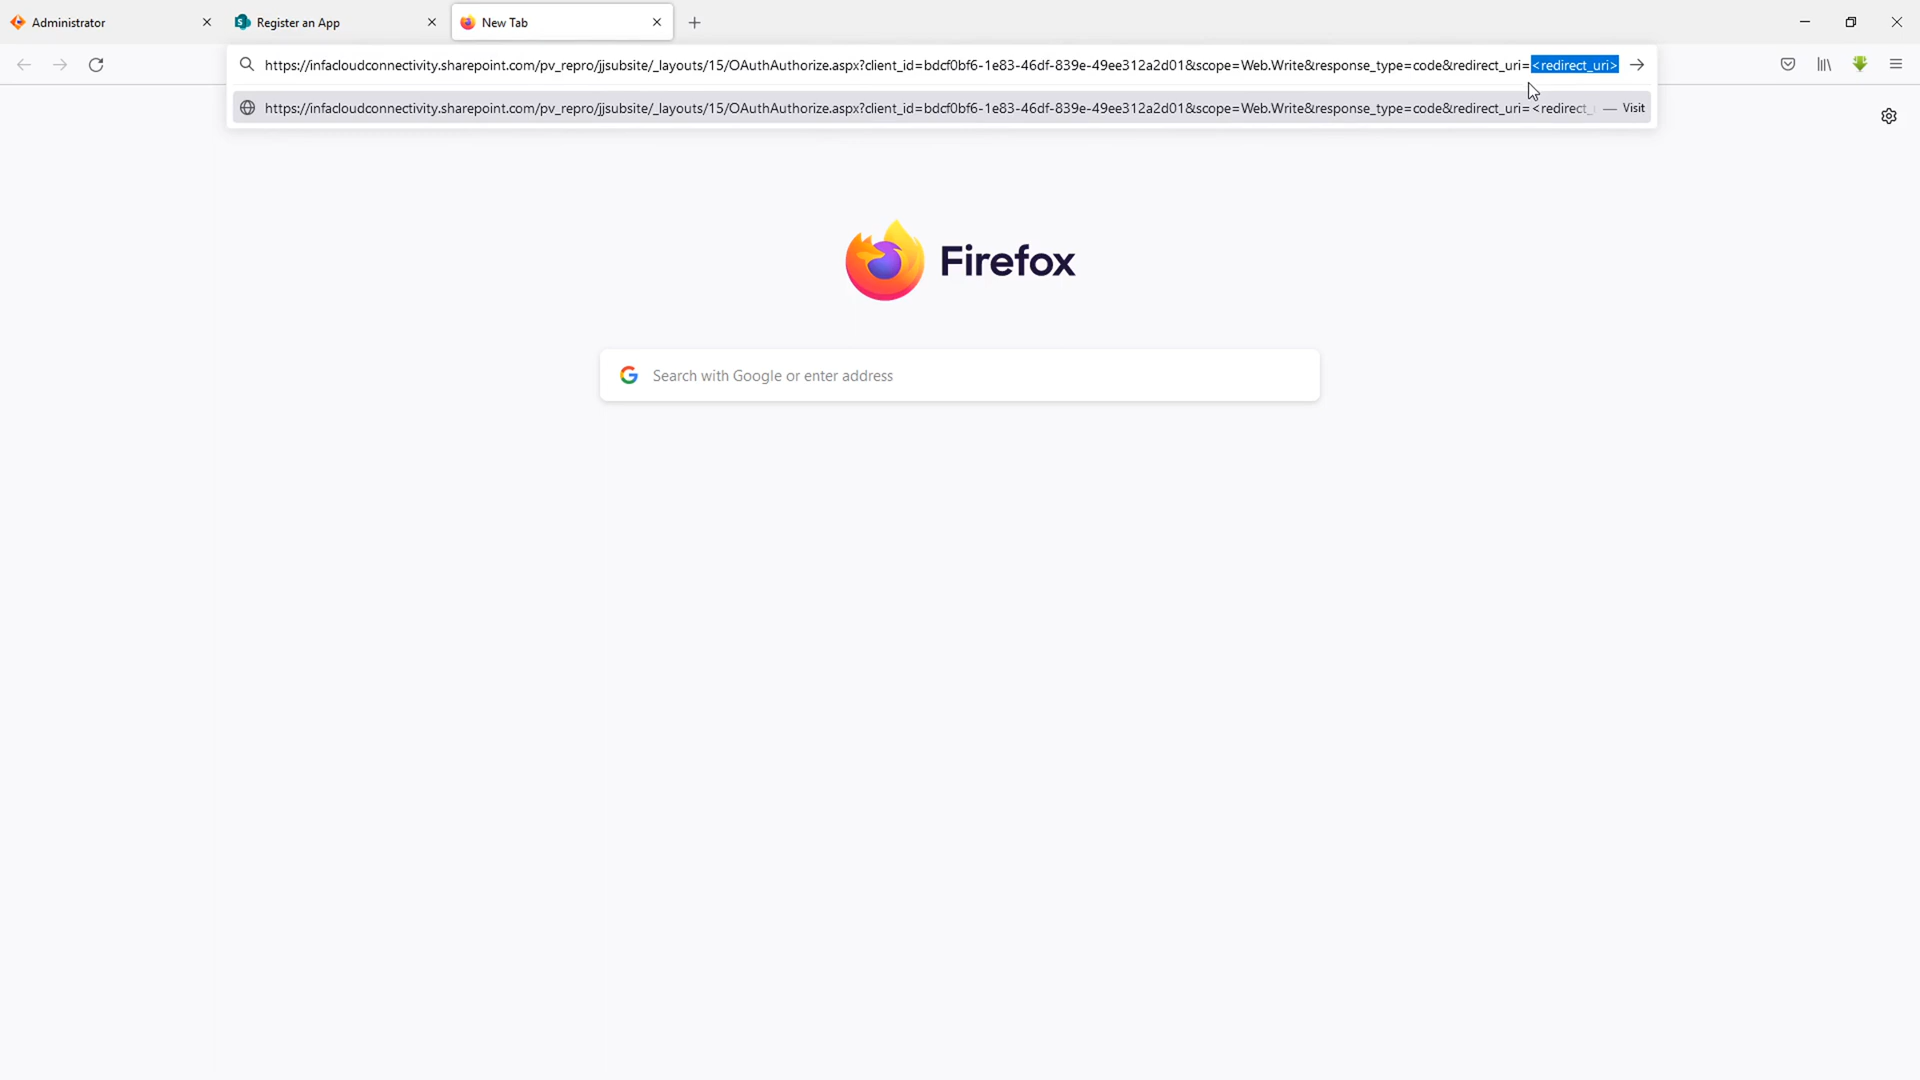 Administrator
Register an App
New Tab
https://infacloudconnectivity.sharepoint.com/pv_repro/jjsubsite/_layouts/15/OAuthAuthorize.aspx?client_id=bdcf0bf6-1e83-46df-839e-49ee312a2d01&scope=Web.Write&response_type=code&redirect_uri=<redirect_uri>
https://infacloudconnectivity.sharepoint.com/pv_repro/jjsubsite/_layouts/15/OAuthAuthorize.aspx?client_id=bdcf0bf6-1e83-46df-839e-49ee312a2d01&scope=Web.Write&response_type=code&redirect_uri=<redirect_ — Visit
Firefox
Search with Google or enter address